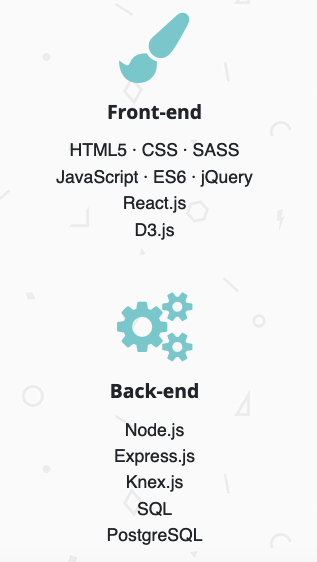 Front-end
HTML5 · CSS · SASS
JavaScript · ES6 · jQuery
React.js
D3.js
Back-end
Node.js
Express.js
Knex.js
SQL
PostgreSQL